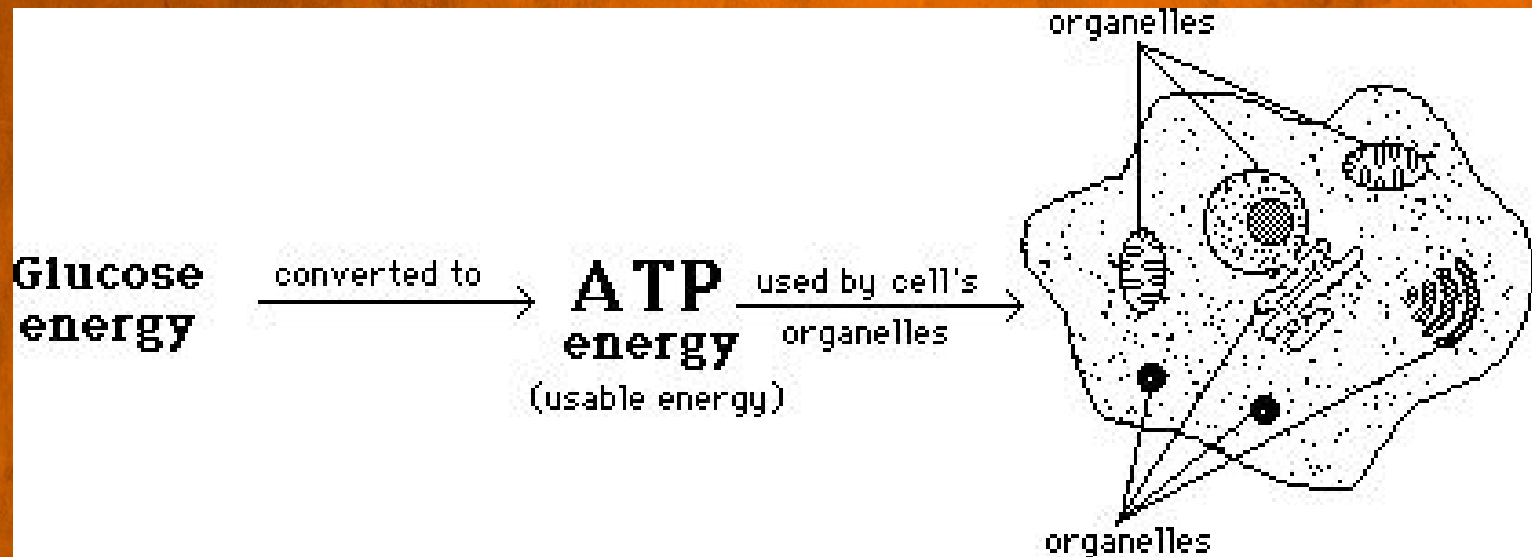 organelles
Glucose
energy
converted to
ATP
energy
(usable energy)
used by cell's
organelles
organelles